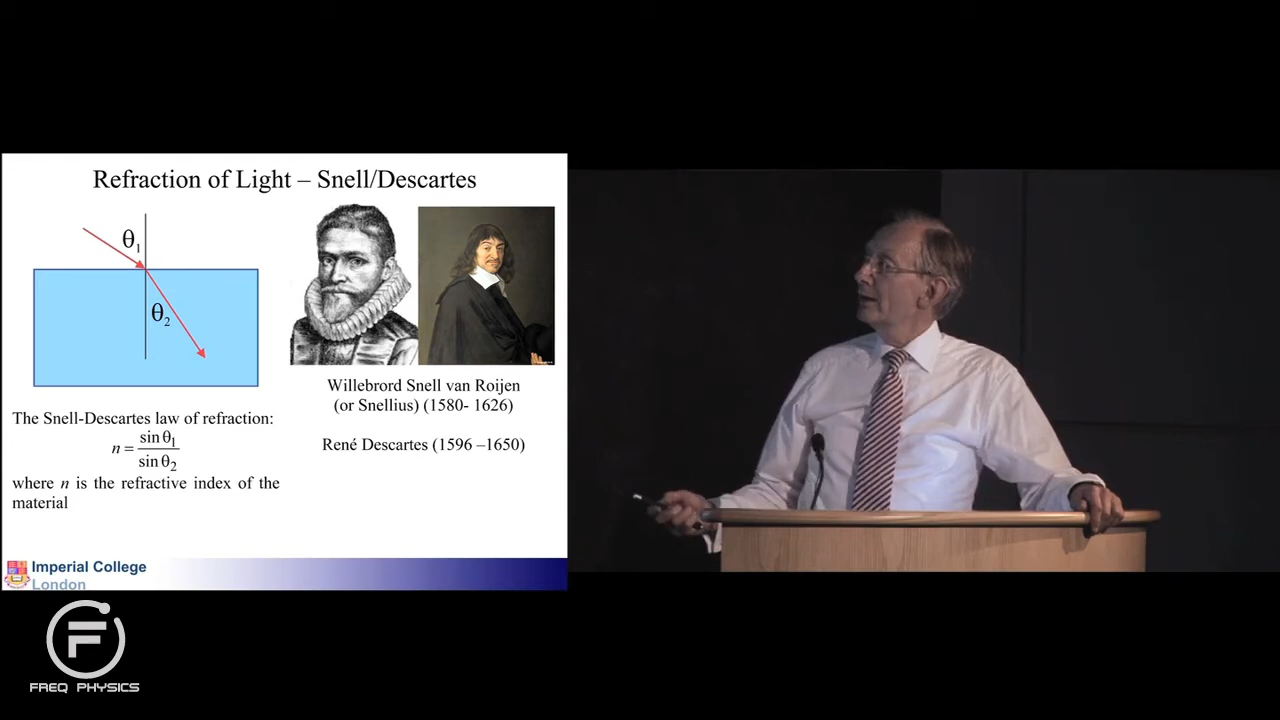 Refraction of Light – Snell/Descartes
θ1
θ2
Willebrord Snell van Roijen
(or Snellius) (1580- 1626)
René Descartes (1596 –1650)
The Snell-Descartes law of refraction:
n = sin θ1 / sin θ2
where n is the refractive index of the
material
Imperial College
London
FREQ PHYSICS